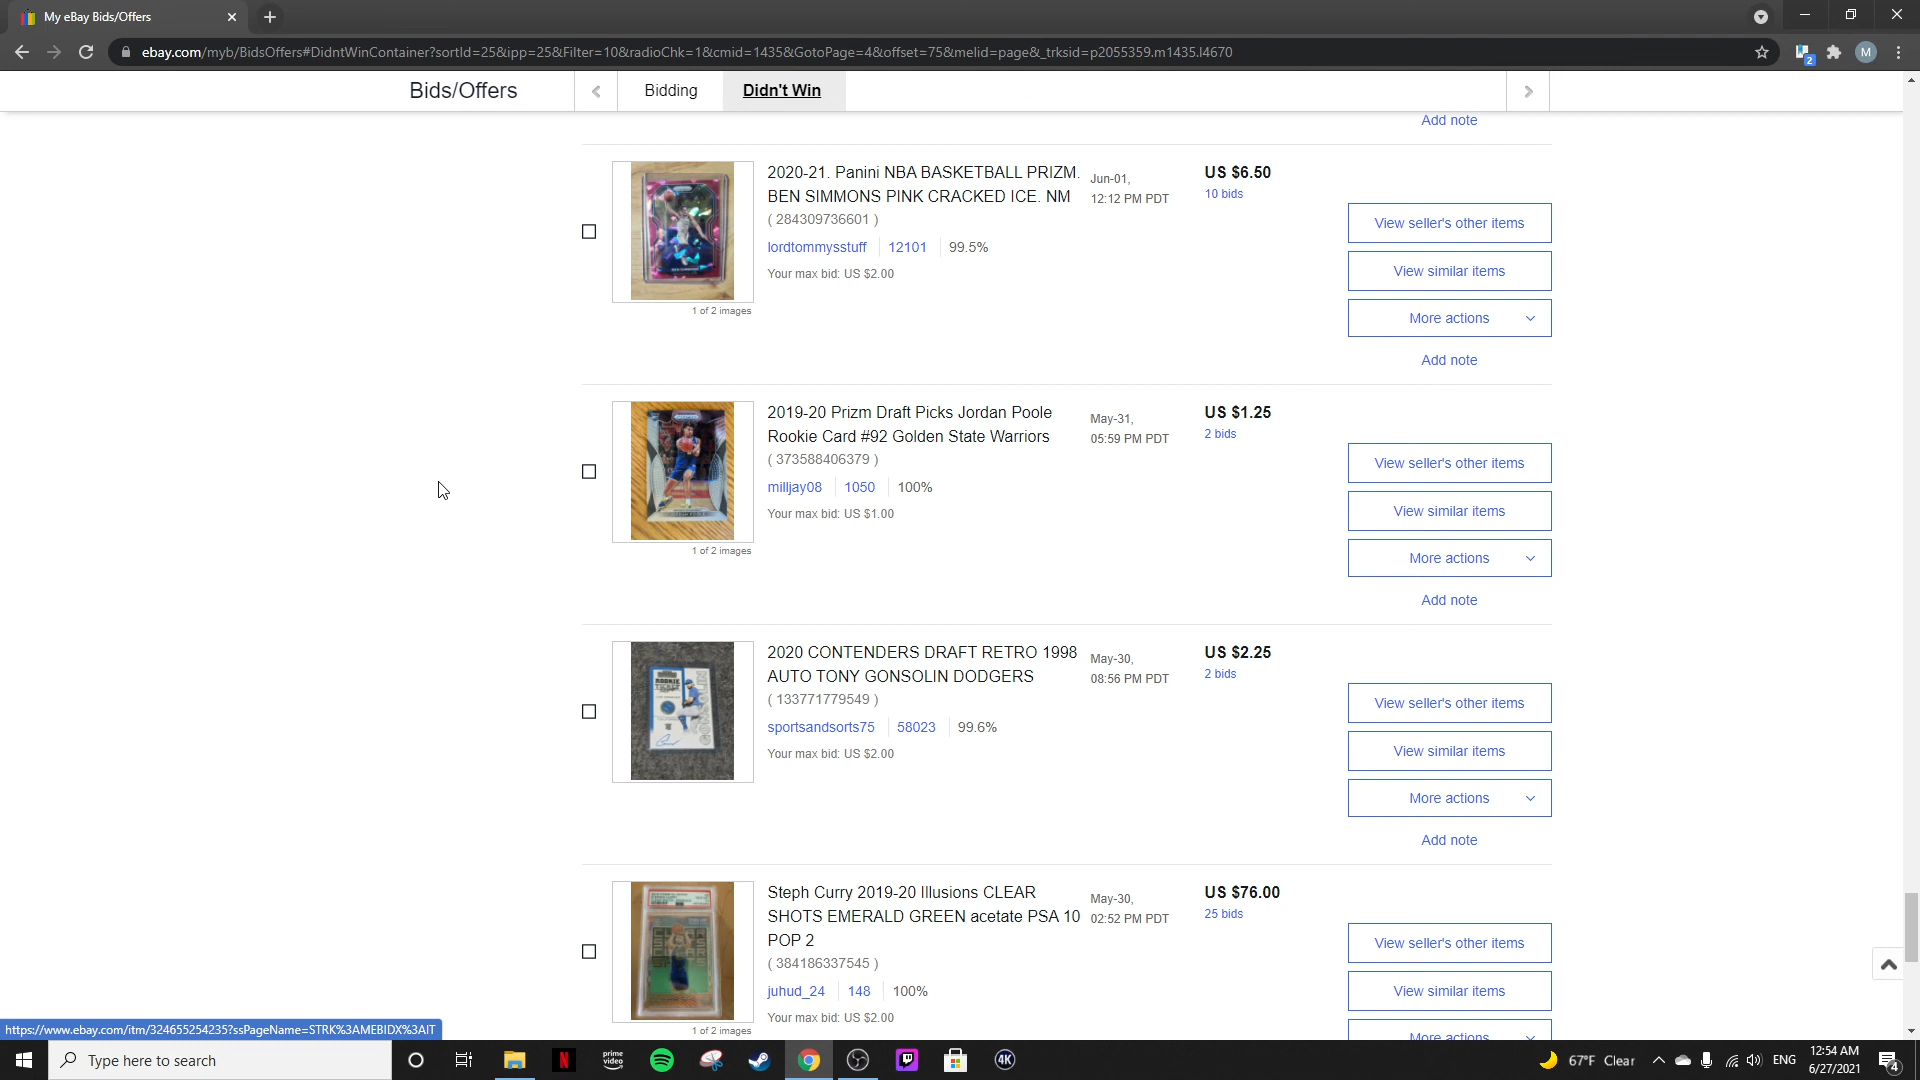 My eBay Bids/Offers
ebay.com/myb/BidsOffers#DidntWinContainer?sortId=25&ipp=25&Filter=10&radioChk=1&cmid=1435&GotoPage=4&offset=75&melid=page&_trksid=p2055359.m1435.l4670
2
M
Bids/Offers
Bidding
Didn't Win
Add note
2020-21. Panini NBA BASKETBALL PRIZM.
BEN SIMMONS PINK CRACKED ICE. NM
( 284309736601 )
lordtommysstuff 12101 99.5%
Your max bid: US $2.00
1 of 2 images
Jun-01,
12:12 PM PDT
US $6.50
10 bids
View seller's other items
View similar items
More actions
Add note
2019-20 Prizm Draft Picks Jordan Poole
Rookie Card #92 Golden State Warriors
( 373588406379 )
milljay08 1050 100%
Your max bid: US $1.00
1 of 2 images
May-31,
05:59 PM PDT
US $1.25
2 bids
View seller's other items
View similar items
More actions
Add note
2020 CONTENDERS DRAFT RETRO 1998
AUTO TONY GONSOLIN DODGERS
( 133771779549 )
sportsandsorts75 58023 99.6%
Your max bid: US $2.00
May-30,
08:56 PM PDT
US $2.25
2 bids
View seller's other items
View similar items
More actions
Add note
Steph Curry 2019-20 Illusions CLEAR
SHOTS EMERALD GREEN acetate PSA 10
POP 2
( 384186337545 )
juhud_24 148 100%
Your max bid: US $2.00
1 of 2 images
May-30,
02:52 PM PDT
US $76.00
25 bids
View seller's other items
View similar items
More actions
https://www.ebay.com/itm/324655254235?ssPageName=STRK%3AMEBIDX%3AIT
Type here to search
prime
video
4K
67°F Clear
ENG
12:54 AM
6/27/2021
4